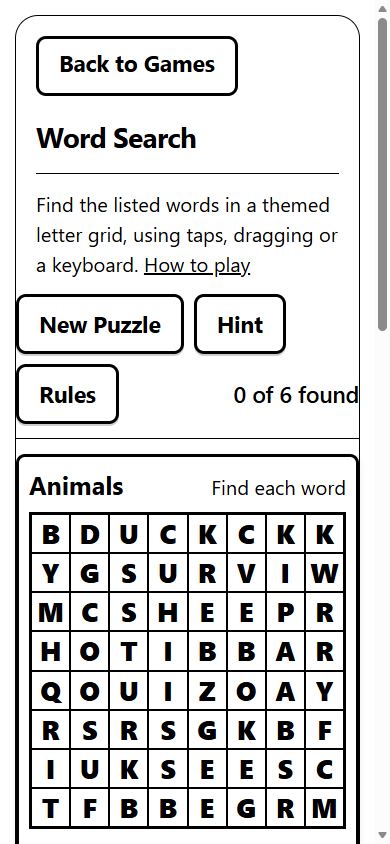 Back to Games
Word Search
Find the listed words in a themed
letter grid, using taps, dragging or
a keyboard. How to play
New Puzzle Hint
Rules 0 of 6 found
Animals Find each word
B D U C K C K K
Y G S U R V I W
M C S H E E P R
H O T I B B A R
Q O U I Z O A Y
R S R S G K B F
I U K S E E S C
T F B B E G R M